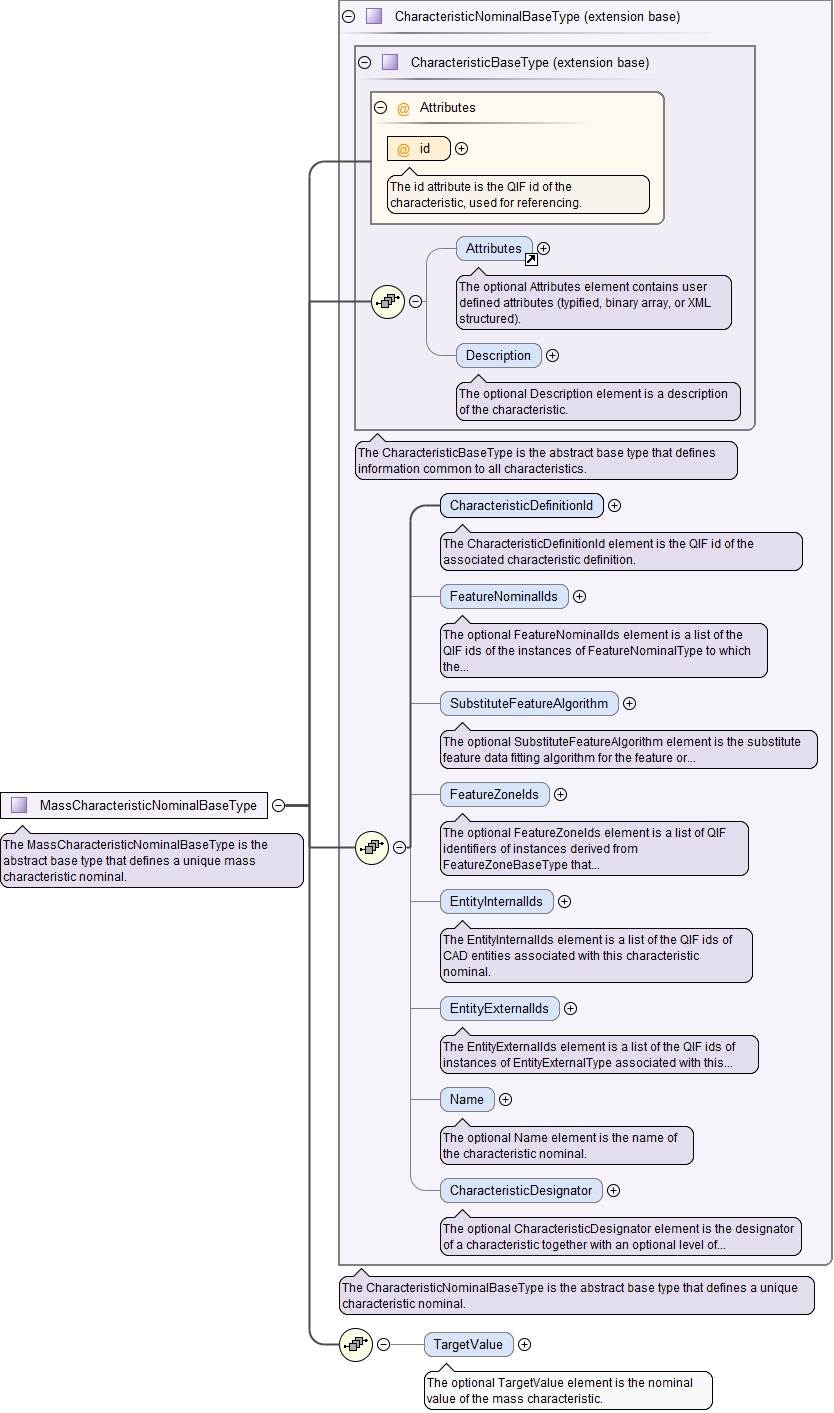 CharacteristicNominalBaseType (extension base)
CharacteristicBaseType (extension base)
@ Attributes
@ id
The id attribute is the QIF id of the
characteristic, used for referencing.
Attributes
The optional Attributes element contains user
defined attributes (typified, binary array, or XML
structured).
Description
The optional Description element is a description
of the characteristic.
The CharacteristicBaseType is the abstract base type that defines
information common to all characteristics.
CharacteristicDefinitionId
The CharacteristicDefinitionId element is the QIF id of the
associated characteristic definition.
FeatureNominalIds
The optional FeatureNominalIds element is a list of the
QIF ids of the instances of FeatureNominalType to which
the...
SubstituteFeatureAlgorithm
The optional SubstituteFeatureAlgorithm element is the substitute
feature data fitting algorithm for the feature or...
FeatureZoneIds
The optional FeatureZoneIds element is a list of QIF
identifiers of instances derived from
FeatureZoneBaseType that...
MassCharacteristicNominalBaseType
The MassCharacteristicNominalBaseType is the
abstract base type that defines a unique mass
characteristic nominal.
EntityInternalIds
The EntityInternalIds element is a list of the QIF ids of
CAD entities associated with this characteristic
nominal.
EntityExternalIds
The EntityExternalIds element is a list of the QIF ids of
instances of EntityExternalType associated with this...
Name
The optional Name element is the name of
the characteristic nominal.
CharacteristicDesignator
The optional CharacteristicDesignator element is the designator
of a characteristic together with an optional level of...
The CharacteristicNominalBaseType is the abstract base type that defines a unique
characteristic nominal.
TargetValue
The optional TargetValue element is the nominal
value of the mass characteristic.